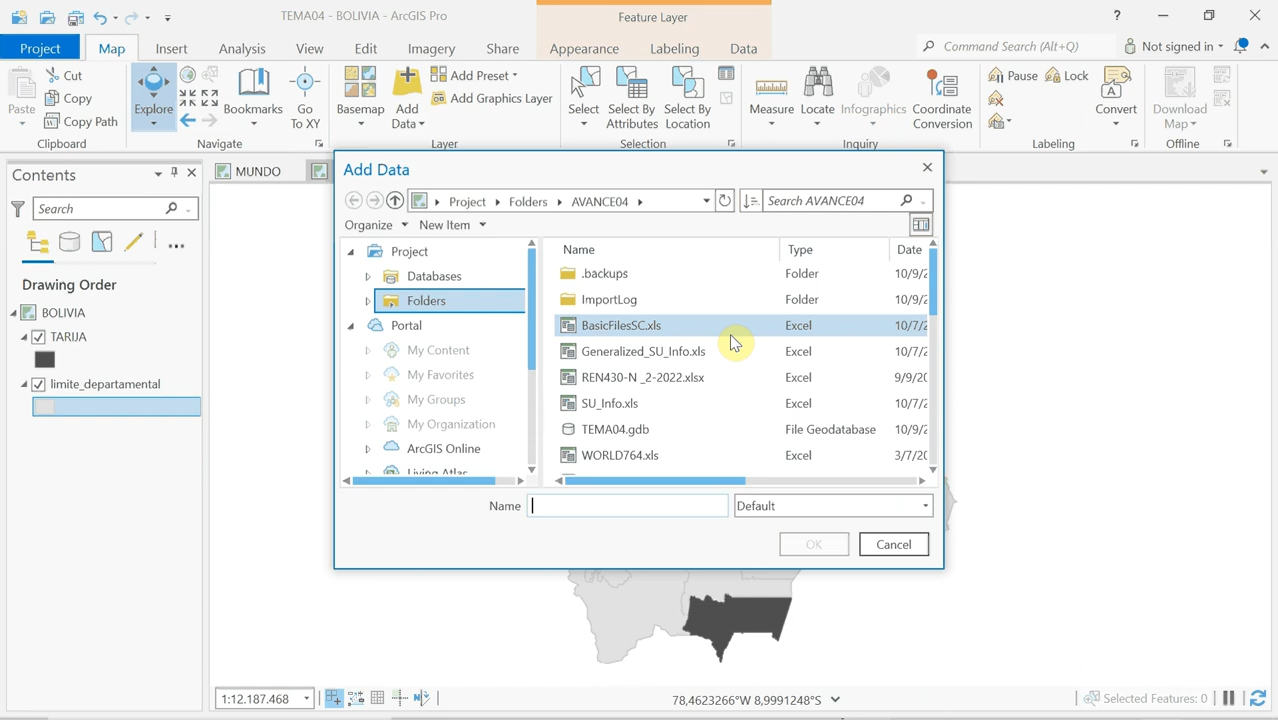 TEMA04 - BOLIVIA - ArcGIS Pro
Feature Layer
?
Project
Map
Insert
Analysis
View
Edit
Imagery
Share
Appearance
Labeling
Data
Command Search (Alt+Q)
Not signed in
Paste
Cut
Copy
Copy Path
Clipboard
Explore
Bookmarks
Go To XY
Navigate
Basemap
Add Data
Add Preset
Add Graphics Layer
Layer
Select
Select By Attributes
Select By Location
Selection
Measure
Locate
Infographics
Coordinate Conversion
Inquiry
Pause
Lock
Convert
Labeling
Download Map
Offline
Contents
Search
Drawing Order
BOLIVIA
TARIJA
limite_departamental
MUNDO
Add Data
Project
Folders
AVANCE04
Search AVANCE04
Organize
New Item
Project
Databases
Folders
Portal
My Content
My Favorites
My Groups
My Organization
ArcGIS Online
Living Atlas
Name Type Date
.backups Folder 10/9/2
ImportLog Folder 10/9/2
BasicFilesSC.xls Excel 10/7/2
Generalized_SU_Info.xls Excel 10/7/2
REN430-N _2-2022.xlsx Excel 9/9/20
SU_Info.xls Excel 10/7/2
TEMA04.gdb File Geodatabase 10/9/2
WORLD764.xls Excel 3/7/20
Name
Default
OK
Cancel
1:12.187.468
78,4623266°W 8,9991248°S
Selected Features: 0